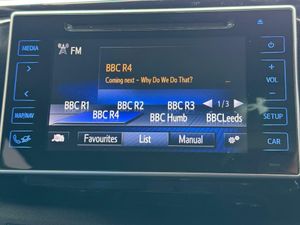 MEDIA
FM
BBC R4
Coming next - Why Do We Do That?
+
VOL
-
BBC R1 BBC R2 BBC R3 1/3
BBC R4 BBC Humb BBCLeeds
MAP/NAV
SETUP
Favourites List Manual
CAR